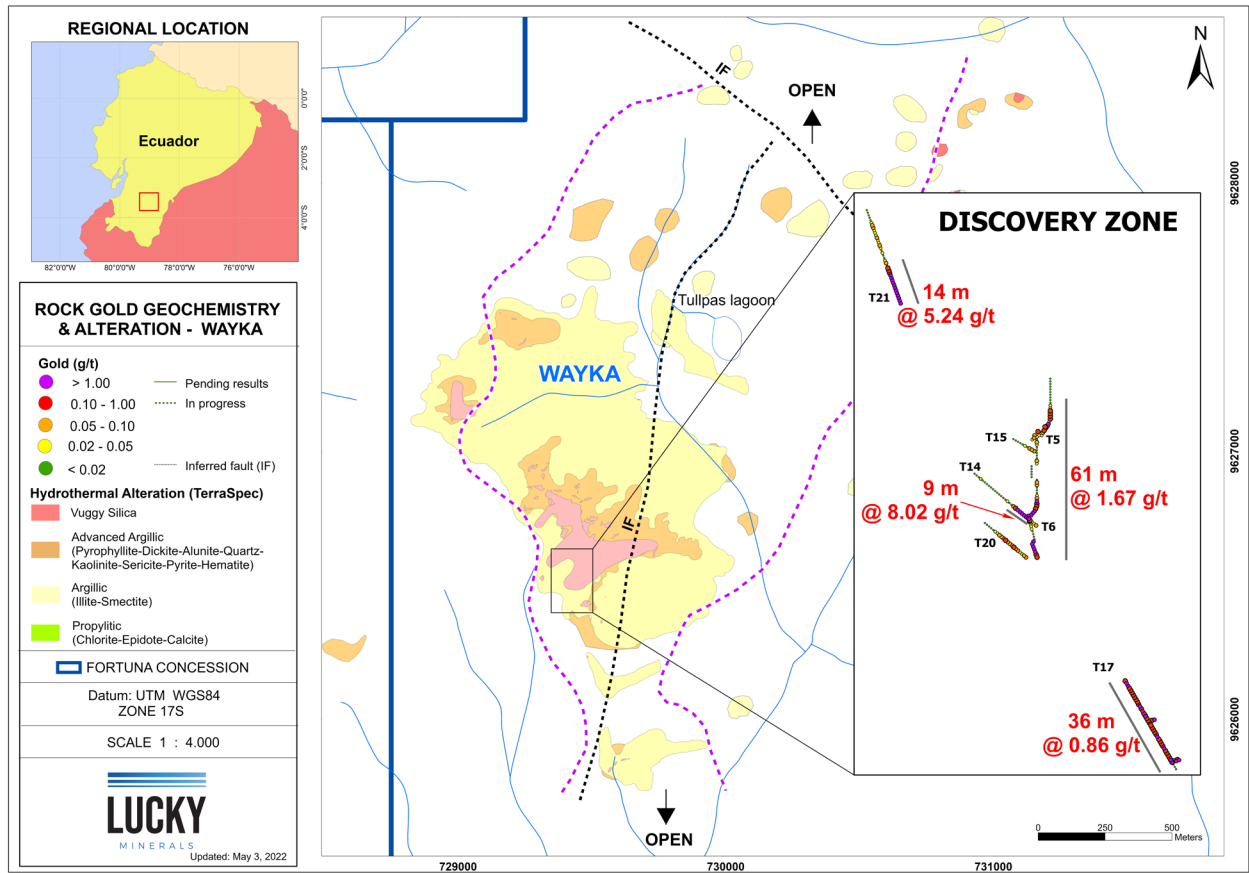 REGIONAL LOCATION
Ecuador
0°0'0"
2°0'0"S
4°0'0"S
82°0'0"W
80°0'0"W
78°0'0"W
76°0'0"W
ROCK GOLD GEOCHEMISTRY
& ALTERATION - WAYKA
Gold (g/t)
> 1.00
0.10 - 1.00
0.05 - 0.10
0.02 - 0.05
< 0.02
Pending results
In progress
Inferred fault (IF)
Hydrothermal Alteration (TerraSpec)
Vuggy Silica
Advanced Argillic
(Pyrophyllite-Dickite-Alunite-Quartz-
Kaolinite-Sericite-Pyrite-Hematite)
Argillic
(Illite-Smectite)
Propylitic
(Chlorite-Epidote-Calcite)
FORTUNA CONCESSION
Datum: UTM WGS84
ZONE 17S
SCALE 1 : 4.000
LUCKY
MINERALS
Updated: May 3, 2022
IF
OPEN
N
Tullpas lagoon
WAYKA
IF
OPEN
DISCOVERY ZONE
T21
14 m
@ 5.24 g/t
T15
T5
T14
61 m
@ 1.67 g/t
9 m
@ 8.02 g/t
T6
T20
T17
36 m
@ 0.86 g/t
0
250
500
Meters
729000
730000
731000
9628000
9627000
9626000